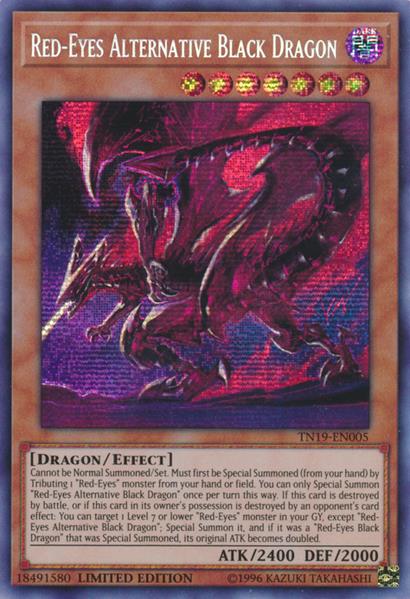 RED-EYES ALTERNATIVE BLACK DRAGON
DARK
闇
TN19-EN005
[DRAGON/EFFECT]
Cannot be Normal Summoned/Set. Must first be Special Summoned (from your hand) by
Tributing 1 "Red-Eyes" monster from your hand or field. You can only Special Summon
"Red-Eyes Alternative Black Dragon" once per turn this way. If this card is destroyed
by battle, or if this card in its owner's possession is destroyed by an opponent's card
effect: You can target 1 Level 7 or lower "Red-Eyes" monster in your GY, except "Red-
Eyes Alternative Black Dragon"; Special Summon it, and if it was a "Red-Eyes Black
Dragon" that was Special Summoned, its original ATK becomes doubled.
ATK/2400 DEF/2000
18491580 LIMITED EDITION ©1996 KAZUKI TAKAHASHI